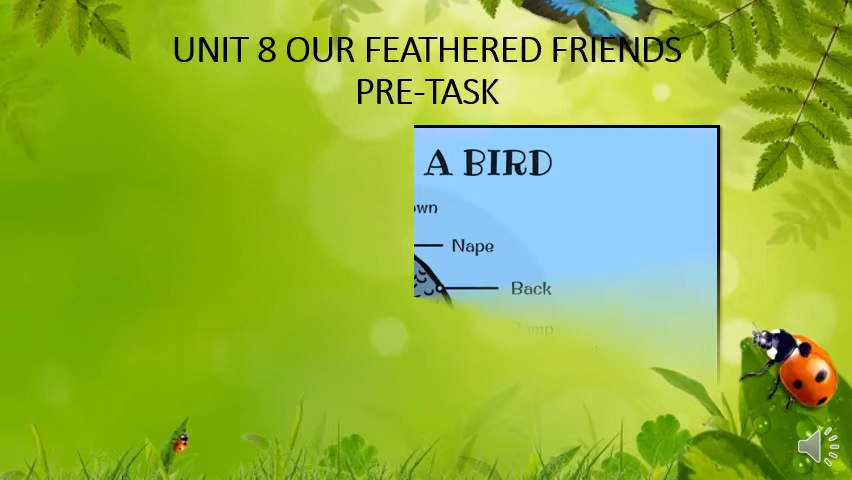 UNIT 8 OUR FEATHERED FRIENDS
PRE-TASK
A BIRD
Nape
Back